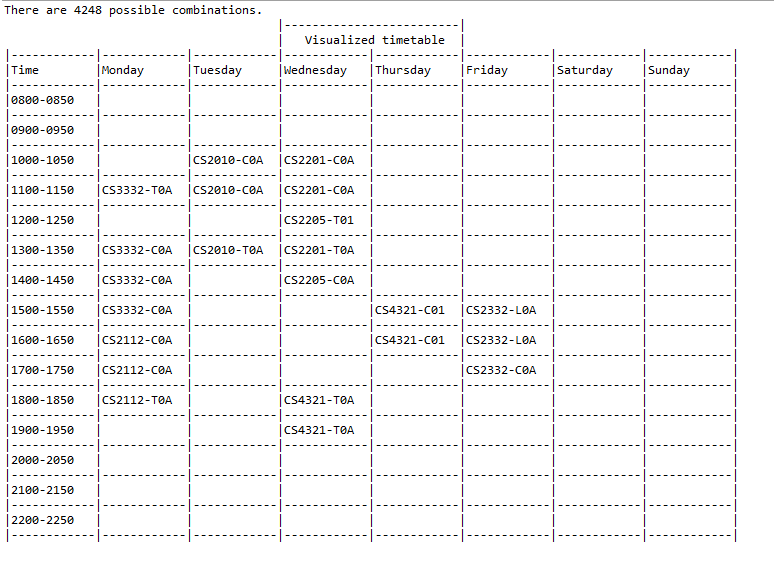 There are 4248 possible combinations.
Visualized timetable
Time Monday Tuesday Wednesday Thursday Friday Saturday Sunday
0800-0850
0900-0950
1000-1050 CS2010-C0A CS2201-C0A
1100-1150 CS3332-T0A CS2010-C0A CS2201-C0A
1200-1250 CS2205-T01
1300-1350 CS3332-C0A CS2010-T0A CS2201-T0A
1400-1450 CS3332-C0A CS2205-C0A
1500-1550 CS3332-C0A CS4321-C01 CS2332-L0A
1600-1650 CS2112-C0A CS4321-C01 CS2332-L0A
1700-1750 CS2112-C0A CS2332-C0A
1800-1850 CS2112-T0A CS4321-T0A
1900-1950 CS4321-T0A
2000-2050
2100-2150
2200-2250